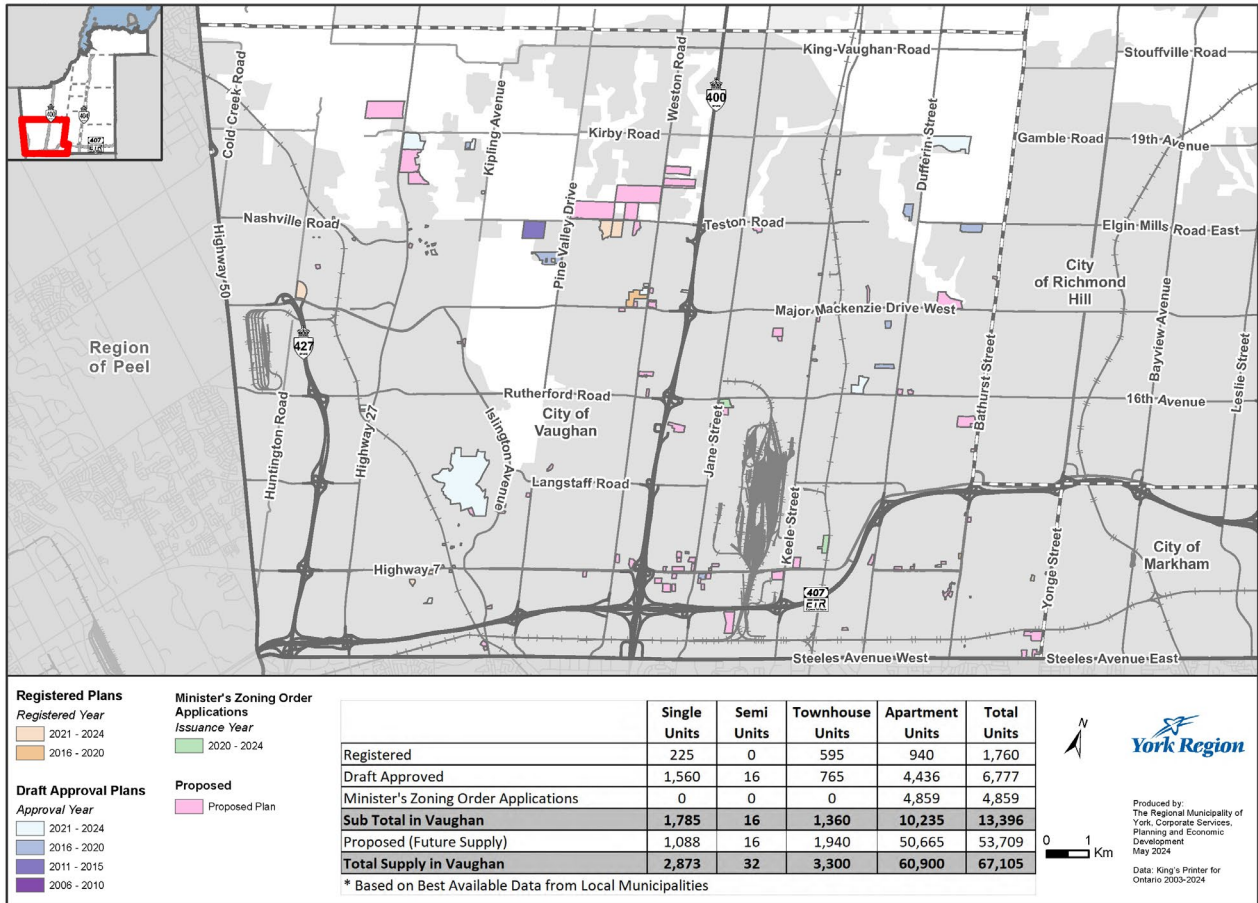 King-Vaughan Road
Stouffville Road
Cold Creek Road
Kipling Avenue
Weston Road
400
400
404
407
ETR
Kirby Road
Dufferin Street
Gamble Road
19th Avenue
Nashville Road
Pine Valley Drive
Teston Road
Elgin Mills Road East
Highway 50
City
of Richmond
Hill
Major Mackenzie Drive West
Region
of Peel
427
Bathurst Street
Bayview Avenue
Leslie Street
Rutherford Road
16th Avenue
City of
Vaughan
Huntington Road
Highway 27
Islington Avenue
Jane Street
Langstaff Road
Keele Street
Highway 7
407
ETR
Yonge Street
City of
Markham
Steeles Avenue West
Steeles Avenue East
Registered Plans
Registered Year
2021 - 2024
2016 - 2020
Draft Approval Plans
Approval Year
2021 - 2024
2016 - 2020
2011 - 2015
2006 - 2010
Minister's Zoning Order
Applications
Issuance Year
2020 - 2024
Proposed
Proposed Plan
Single Units Semi Units Townhouse Units Apartment Units Total Units
Registered 225 0 595 940 1,760
Draft Approved 1,560 16 765 4,436 6,777
Minister's Zoning Order Applications 0 0 0 4,859 4,859
Sub Total in Vaughan 1,785 16 1,360 10,235 13,396
Proposed (Future Supply) 1,088 16 1,940 50,665 53,709
Total Supply in Vaughan 2,873 32 3,300 60,900 67,105
* Based on Best Available Data from Local Municipalities
N
0 1
Km
York Region
Produced by:
The Regional Municipality of
York, Corporate Services,
Planning and Economic
Development
May 2024
Data: King's Printer for
Ontario 2003-2024